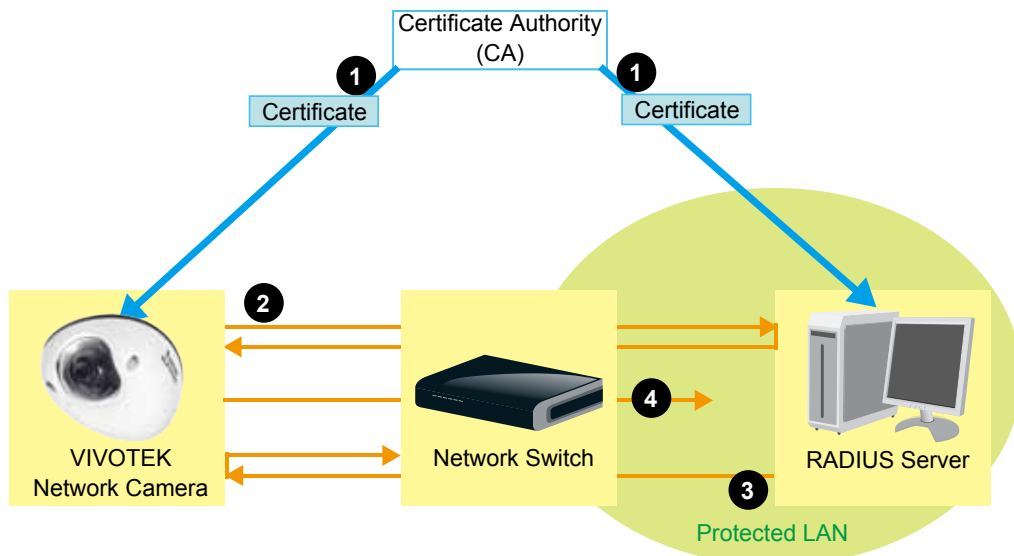 Certificate Authority
(CA)
1
1
Certificate
Certificate
2
4
VIVOTEK
Network Camera
Network Switch
RADIUS Server
3
Protected LAN